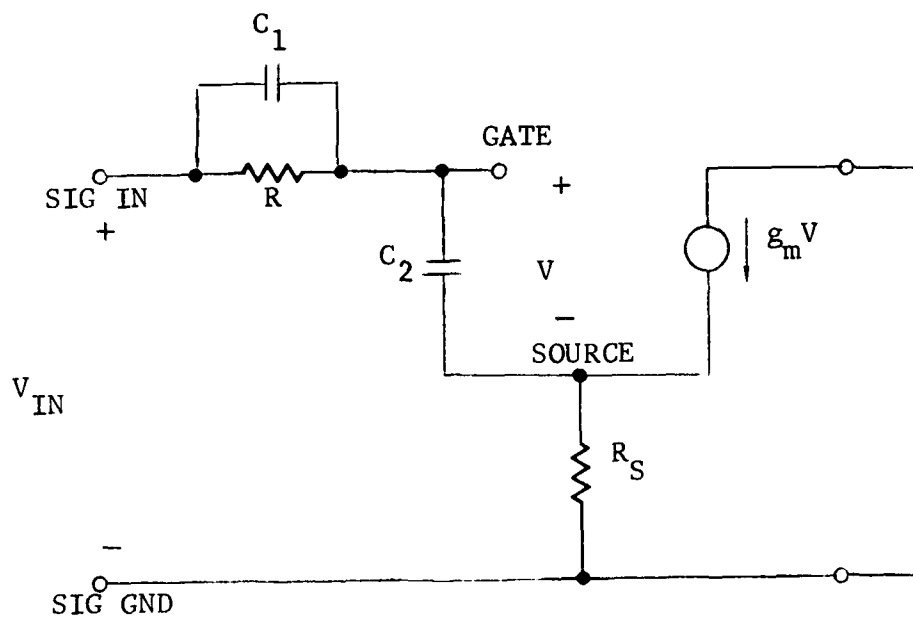 C1
GATE
SIG IN
R
+
+
gmV
C2
V
−
SOURCE
VIN
RS
−
SIG GND